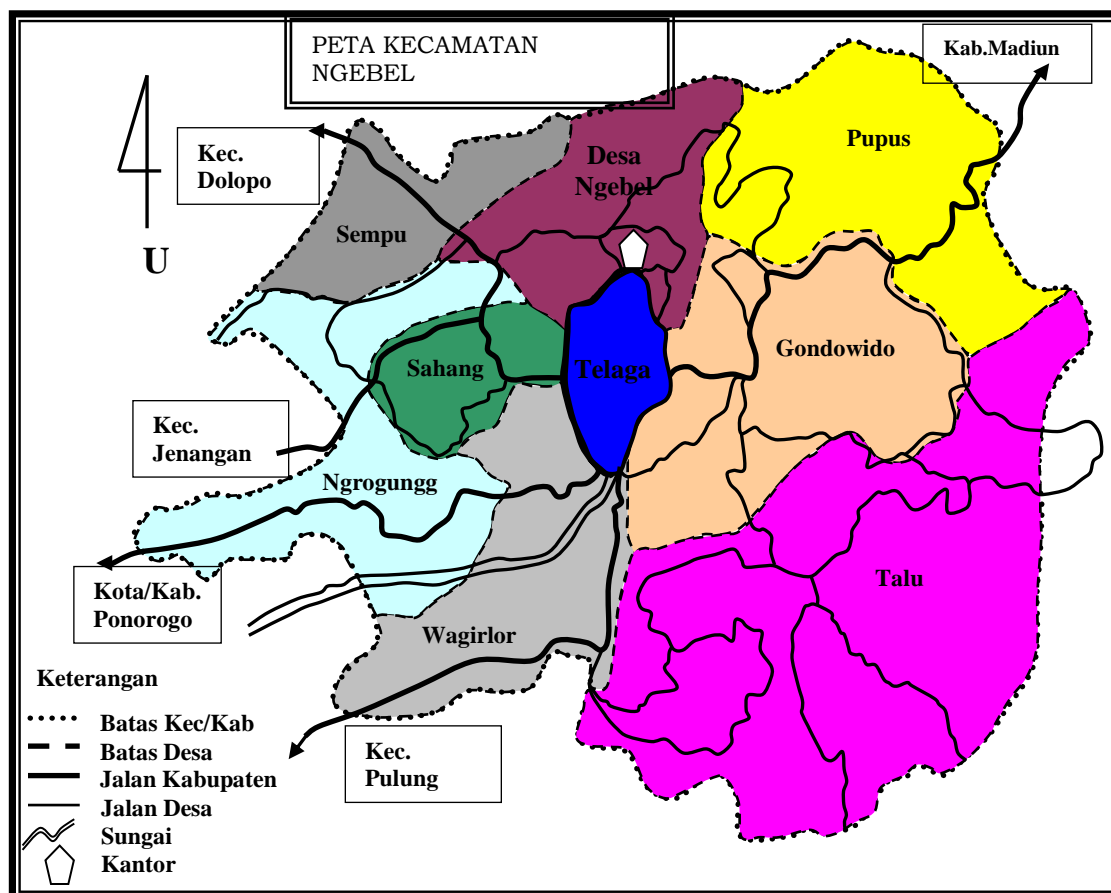 PETA KECAMATAN
NGEBEL
Kab.Madiun
Kec.
Dolopo
Desa
Ngebel
Pupus
Sempu
U
Sahang
Telaga
Gondowido
Kec.
Jenangan
Ngrogungg
Kota/Kab.
Ponorogo
Talu
Wagirlor
Kec.
Pulung
Keterangan
Batas Kec/Kab
Batas Desa
Jalan Kabupaten
Jalan Desa
Sungai
Kantor